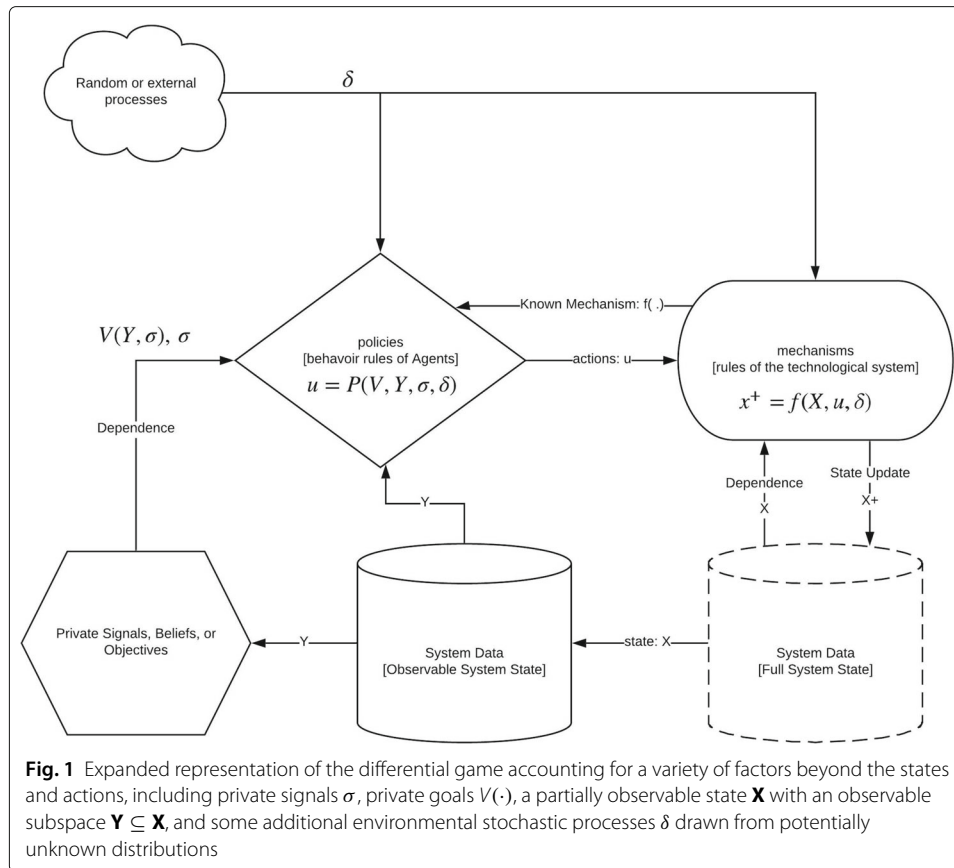 Random or external
processes
δ
Known Mechanism: f( .)
V(Y, σ), σ
policies
[behavoir rules of Agents]
u = P(V, Y, σ, δ)
actions: u
mechanisms
[rules of the technological system]
x⁺ = f(X, u, δ)
Dependence
Dependence
X
State Update
X+
Y
Private Signals, Beliefs, or
Objectives
Y
System Data
[Observable System State]
state: X
System Data
[Full System State]
Fig. 1 Expanded representation of the differential game accounting for a variety of factors beyond the states
and actions, including private signals σ, private goals V(·), a partially observable state X with an observable
subspace Y ⊆ X, and some additional environmental stochastic processes δ drawn from potentially
unknown distributions